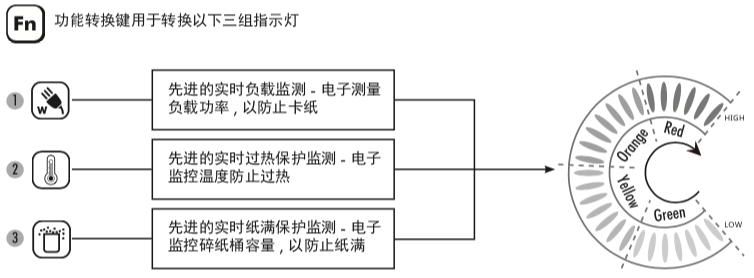 Fn 功能转换键用于转换以下三组指示灯
1 W 先进的实时负载监测 - 电子测量
负载功率，以防止卡纸
2 先进的实时过热保护监测 - 电子
监控温度防止过热
3 先进的实时纸满保护监测 - 电子
监控碎纸桶容量，以防止纸满
HIGH
Red
Orange
Yellow
Green
LOW